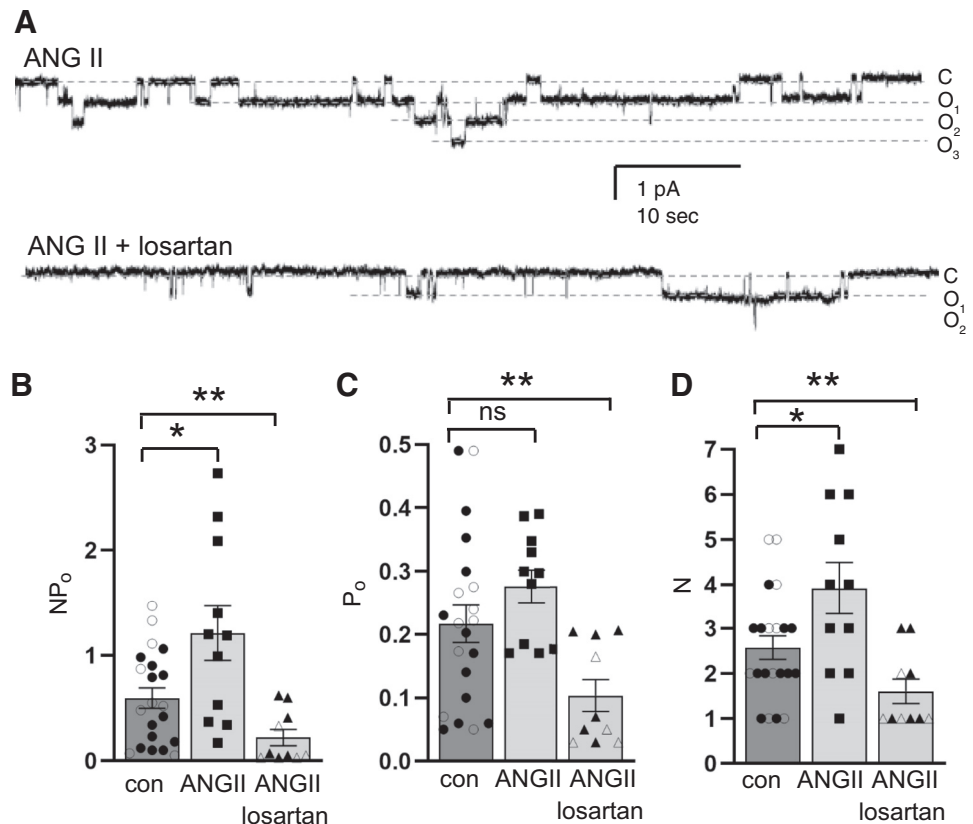 A
ANG II
C
O1
O2
O3
1 pA
10 sec
ANG II + losartan
C
O1
O2
B
**
*
3
2
1
0
NPo
con
ANGII
ANGII
losartan
C
**
ns
0.5
0.4
0.3
0.2
0.1
0.0
Po
con
ANGII
ANGII
losartan
D
**
*
7
6
5
4
3
2
1
0
N
con
ANGII
ANGII
losartan